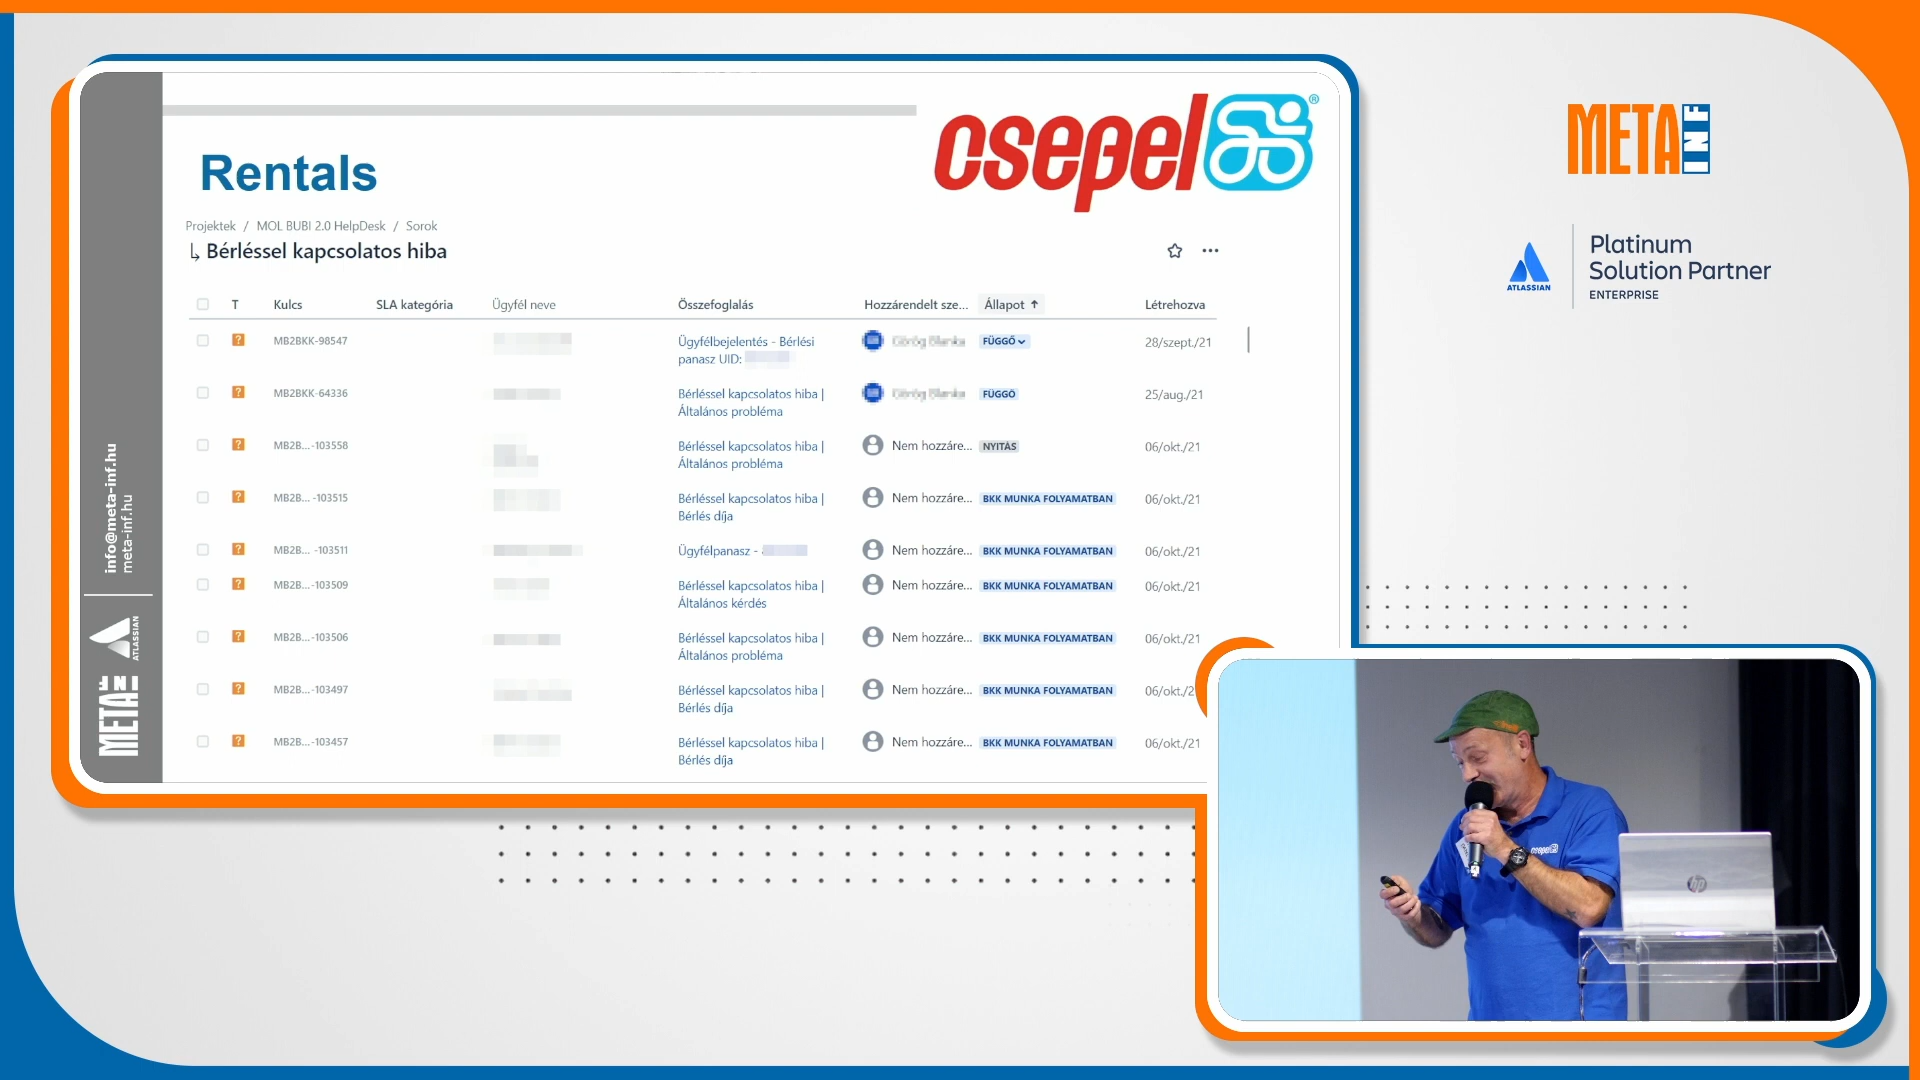 csepel®
Rentals
Projektek / MOL BUBI 2.0 HelpDesk / Sorok
Bérléssel kapcsolatos hiba
T Kulcs SLA kategória Ügyfél neve Összefoglalás Hozzárendelt sze... Állapot ↑ Létrehozva
MB2BKK-98547 Ügyfélbejelentés - Bérlési FÜGGŐ 28/szept./21
panasz UID:
MB2BKK-64336 Bérléssel kapcsolatos hiba | FÜGGŐ 25/aug./21
Általános probléma
MB2B... -103558 Bérléssel kapcsolatos hiba | Nem hozzáre... NYITÁS 06/okt./21
Általános probléma
MB2B... -103515 Bérléssel kapcsolatos hiba | Nem hozzáre... BKK MUNKA FOLYAMATBAN 06/okt./21
Bérlés díja
MB2B... -103511 Ügyfélpanasz - Nem hozzáre... BKK MUNKA FOLYAMATBAN 06/okt./21
MB2B... -103509 Bérléssel kapcsolatos hiba | Nem hozzáre... BKK MUNKA FOLYAMATBAN 06/okt./21
Általános kérdés
MB2B... -103506 Bérléssel kapcsolatos hiba | Nem hozzáre... BKK MUNKA FOLYAMATBAN 06/okt./21
Általános probléma
MB2B...-103497 Bérléssel kapcsolatos hiba | Nem hozzáre... BKK MUNKA FOLYAMATBAN 06/okt./2
Bérlés díja
MB2B...-103457 Bérléssel kapcsolatos hiba | Nem hozzáre... BKK MUNKA FOLYAMATBAN 06/okt./21
Bérlés díja
info@meta-inf.hu
meta-inf.hu
ATLASSIAN
META INF
META INF
ATLASSIAN
Platinum
Solution Partner
ENTERPRISE
csepel
hp